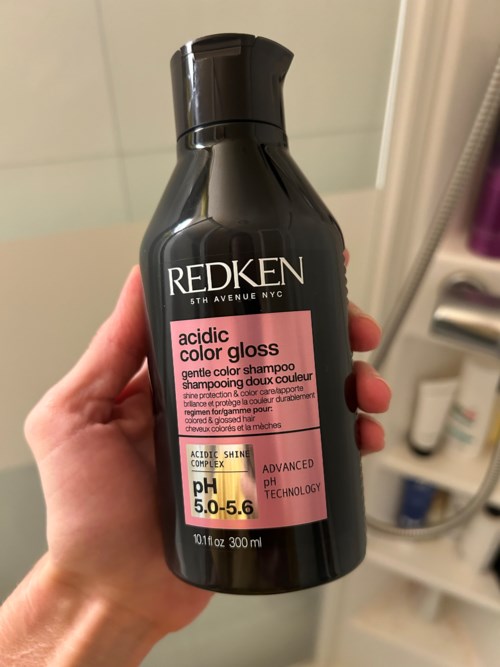 REDKEN
5TH AVENUE NYC
acidic
color gloss
gentle color shampoo
shampooing doux couleur
shine protection & color care/apporte
brillance et protège la couleur durablement
regimen for/gamme pour:
colored & glossed hair
cheveux colorés et la mèches
ACIDIC SHINE
COMPLEX
pH
5.0-5.6
ADVANCED
pH
TECHNOLOGY
10.1 fl oz 300 ml